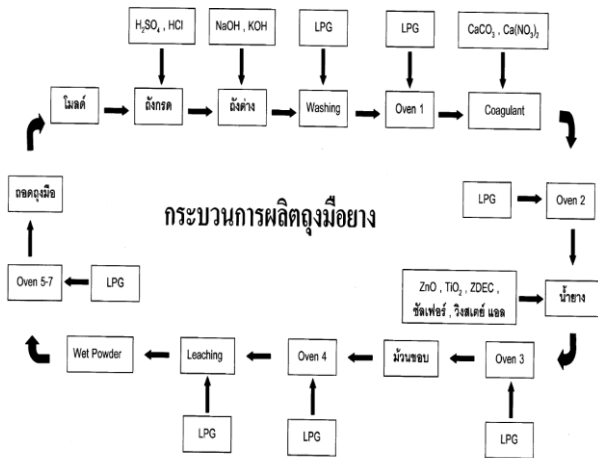 H₂SO₄ , HCl
NaOH , KOH
LPG
LPG
CaCO₃ , Ca(NO₃)₂
โมลด์
ถังกรด
ถังด่าง
Washing
Oven 1
Coagulant
ถอดถุงมือ
กระบวนการผลิตถุงมือยาง
LPG
Oven 2
Oven 5-7
LPG
ZnO , TiO₂ , ZDEC ,
ซัลเฟอร์ , วิงสเตย์ แอล
น้ำยาง
Wet Powder
Leaching
Oven 4
ม้วนขอบ
Oven 3
LPG
LPG
LPG